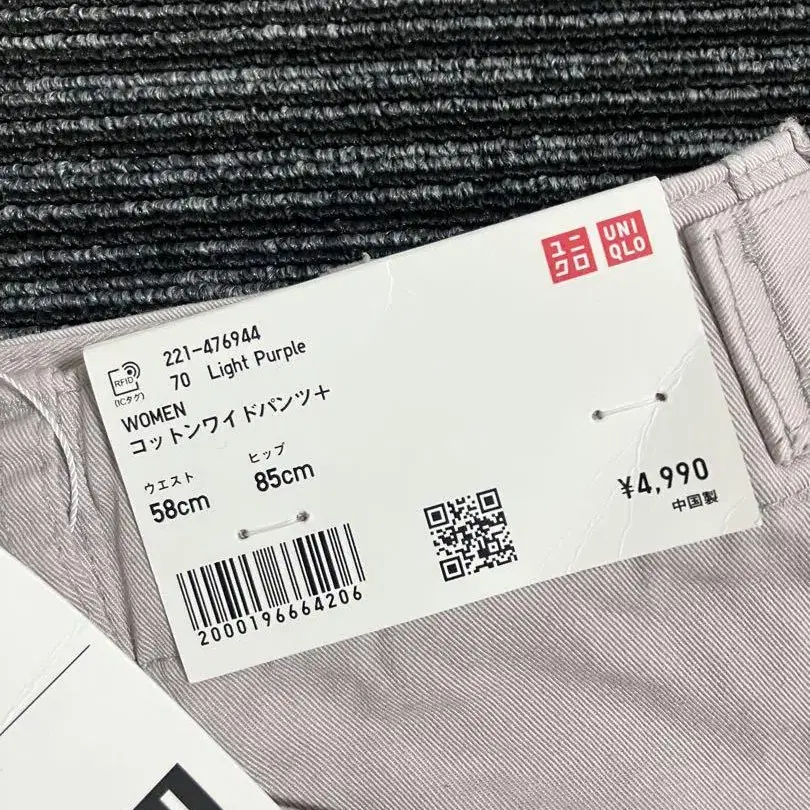 ユニ
クロ
UNI
QLO
221-476944
RFID
70 Light Purple
(ICタグ)
WOMEN
コットンワイドパンツ+
ウエスト
ヒップ
58cm
85cm
¥4,990
中国製
2000196664206